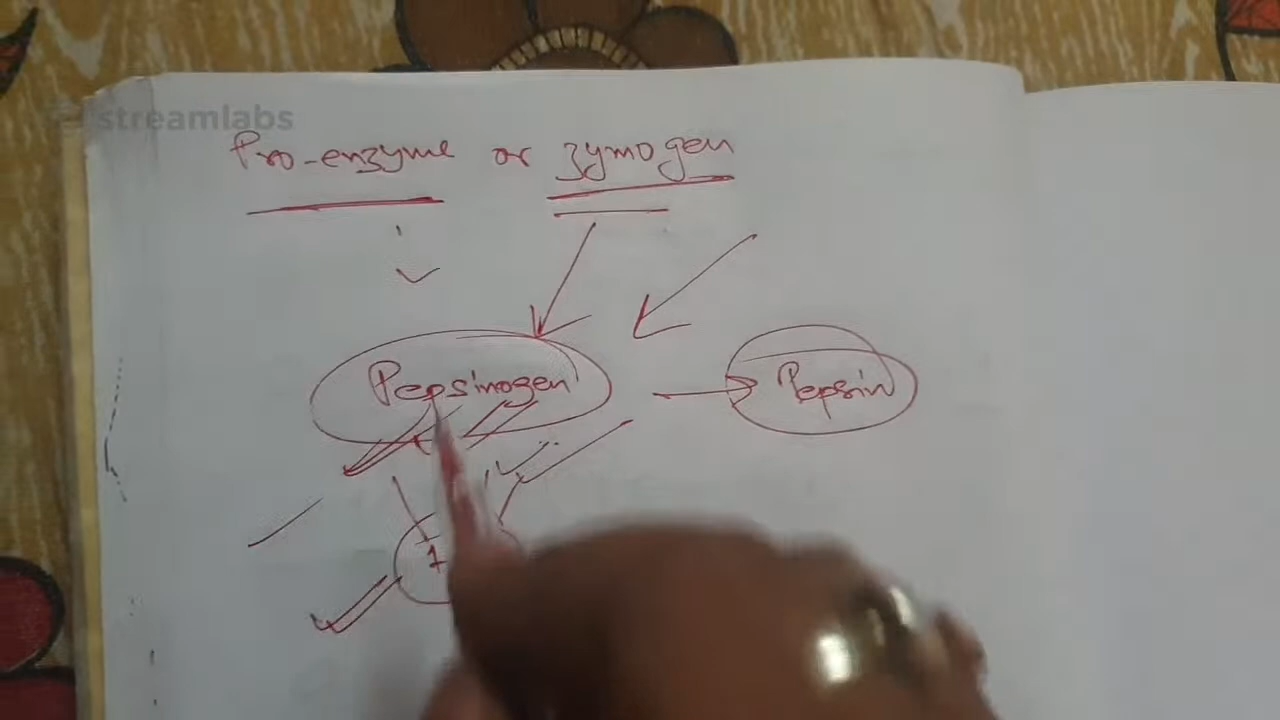 streamlabs
Pro-enzyme or zymogen
Pepsinogen → Pepsin